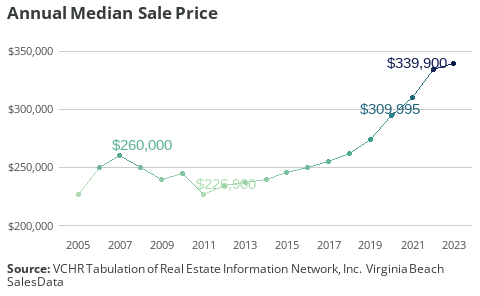 Annual Median Sale Price
$350,000
$339,900
$300,000
$309,995
$260,000
$250,000
$226,900
$200,000
2005 2007 2009 2011 2013 2015 2017 2019 2021 2023
Source: VCHR Tabulation of Real Estate Information Network, Inc. Virginia Beach
SalesData